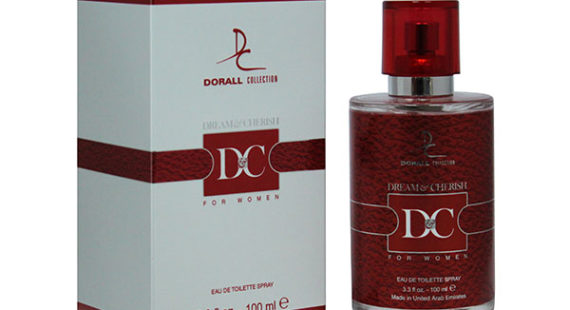 DC
DORALL COLLECTION
DREAM & CHERISH
D&C
FOR WOMEN
EAU DE TOILETTE SPRAY
100 ml e
DC
DORALL COLLECTION
DREAM & CHERISH
D&C
FOR WOMEN
EAU DE TOILETTE SPRAY
3.3 fl. oz. - 100 ml e
Made in United Arab Emirates